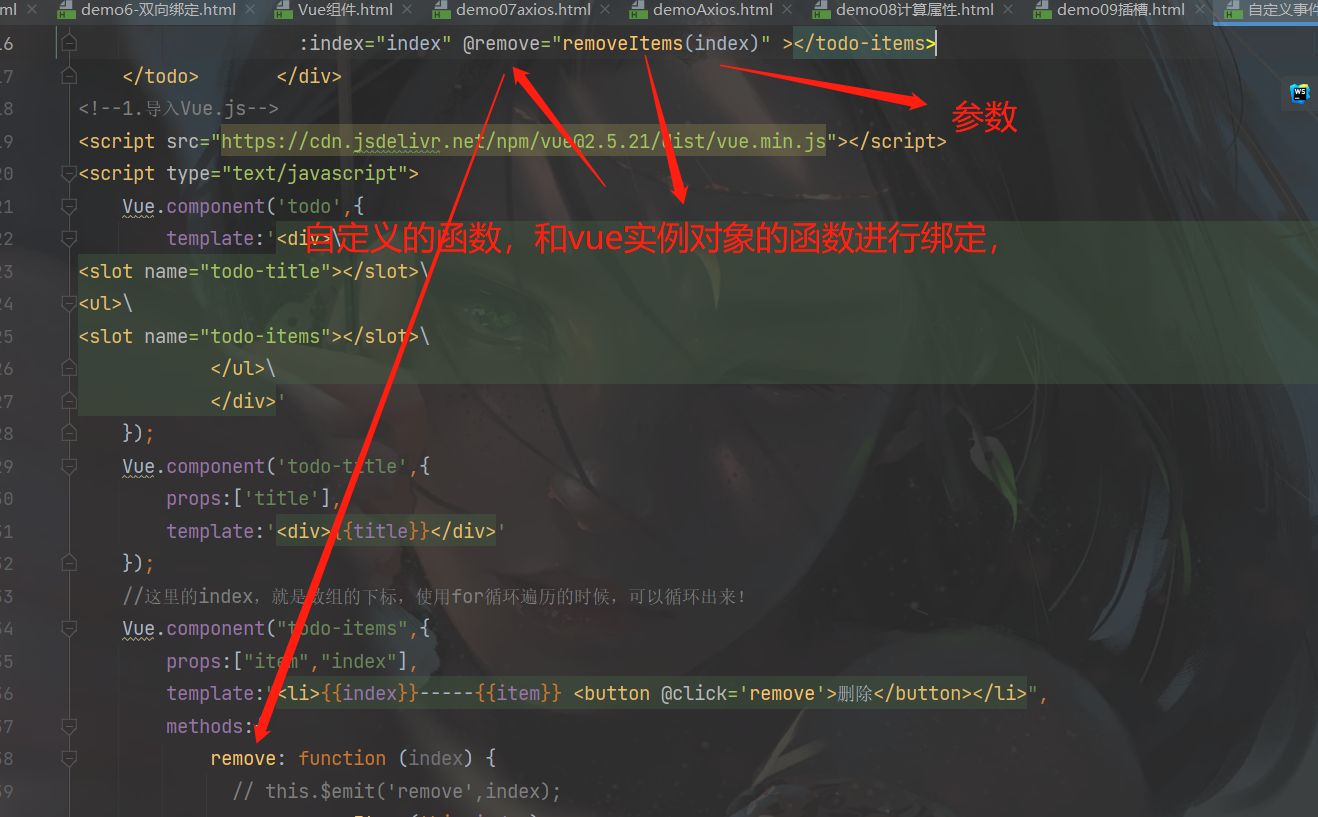 ml demo6-双向绑定.html Vue组件.html demo07axios.html demoAxios.html demo08计算属性.html demo09插槽.html 自定义事件
16 :index="index" @remove="removeItems(index)" ></todo-items>
17 </todo> </div>
18 <!--1.导入Vue.js-->
参数
19 <script src="https://cdn.jsdelivr.net/npm/vue@2.5.21/dist/vue.min.js"></script>
20 <script type="text/javascript">
21 Vue.component('todo',{
22 template:'<div>\
自定义的函数，和vue实例对象的函数进行绑定，
23 <slot name="todo-title"></slot>\
24 <ul>\
25 <slot name="todo-items"></slot>\
26 </ul>\
27 </div>'
28 });
29 Vue.component('todo-title',{
30 props:['title'],
31 template:'<div>{{title}}</div>'
32 });
33 //这里的index，就是数组的下标，使用for循环遍历的时候，可以循环出来！
34 Vue.component("todo-items",{
35 props:["item","index"],
36 template:"<li>{{index}}-----{{item}} <button @click='remove'>删除</button></li>",
37 methods:{
38 remove: function (index) {
39 // this.$emit('remove',index);